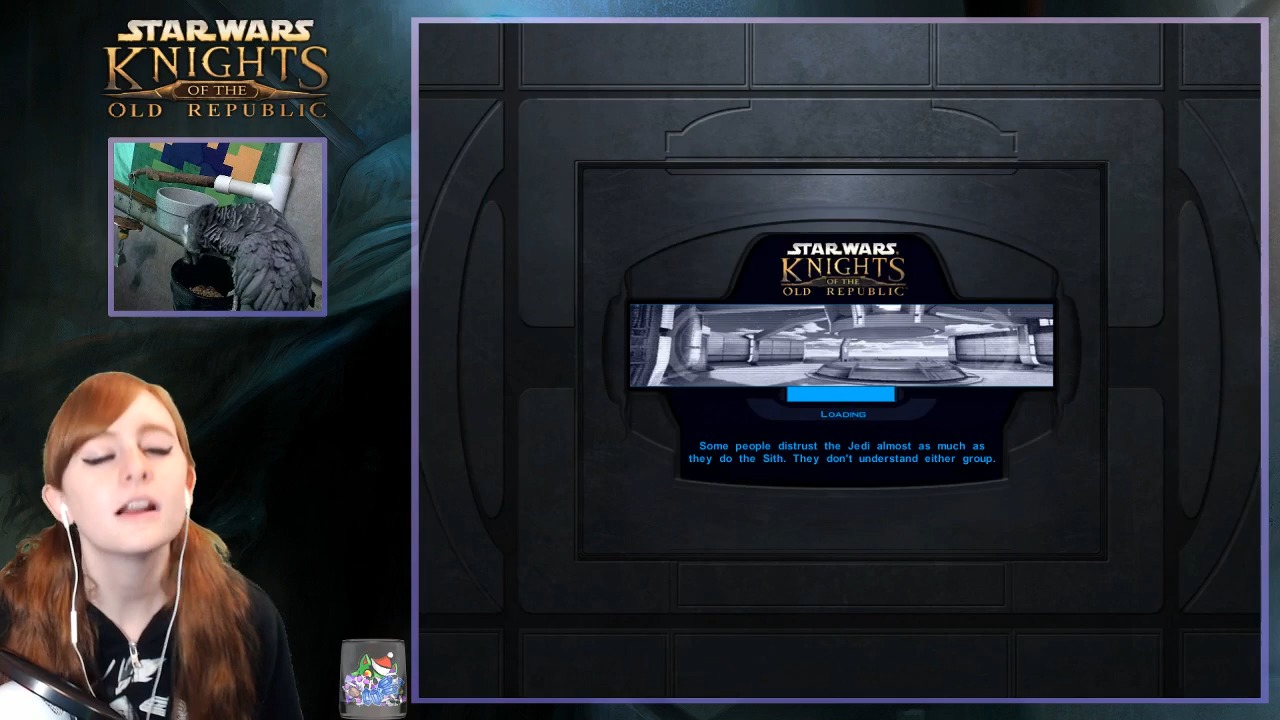 STAR WARS
KNIGHTS
OF THE
OLD REPUBLIC
STAR WARS
KNIGHTS
OF THE
OLD REPUBLIC
LOADING
Some people distrust the Jedi almost as much as
they do the Sith. They don't understand either group.